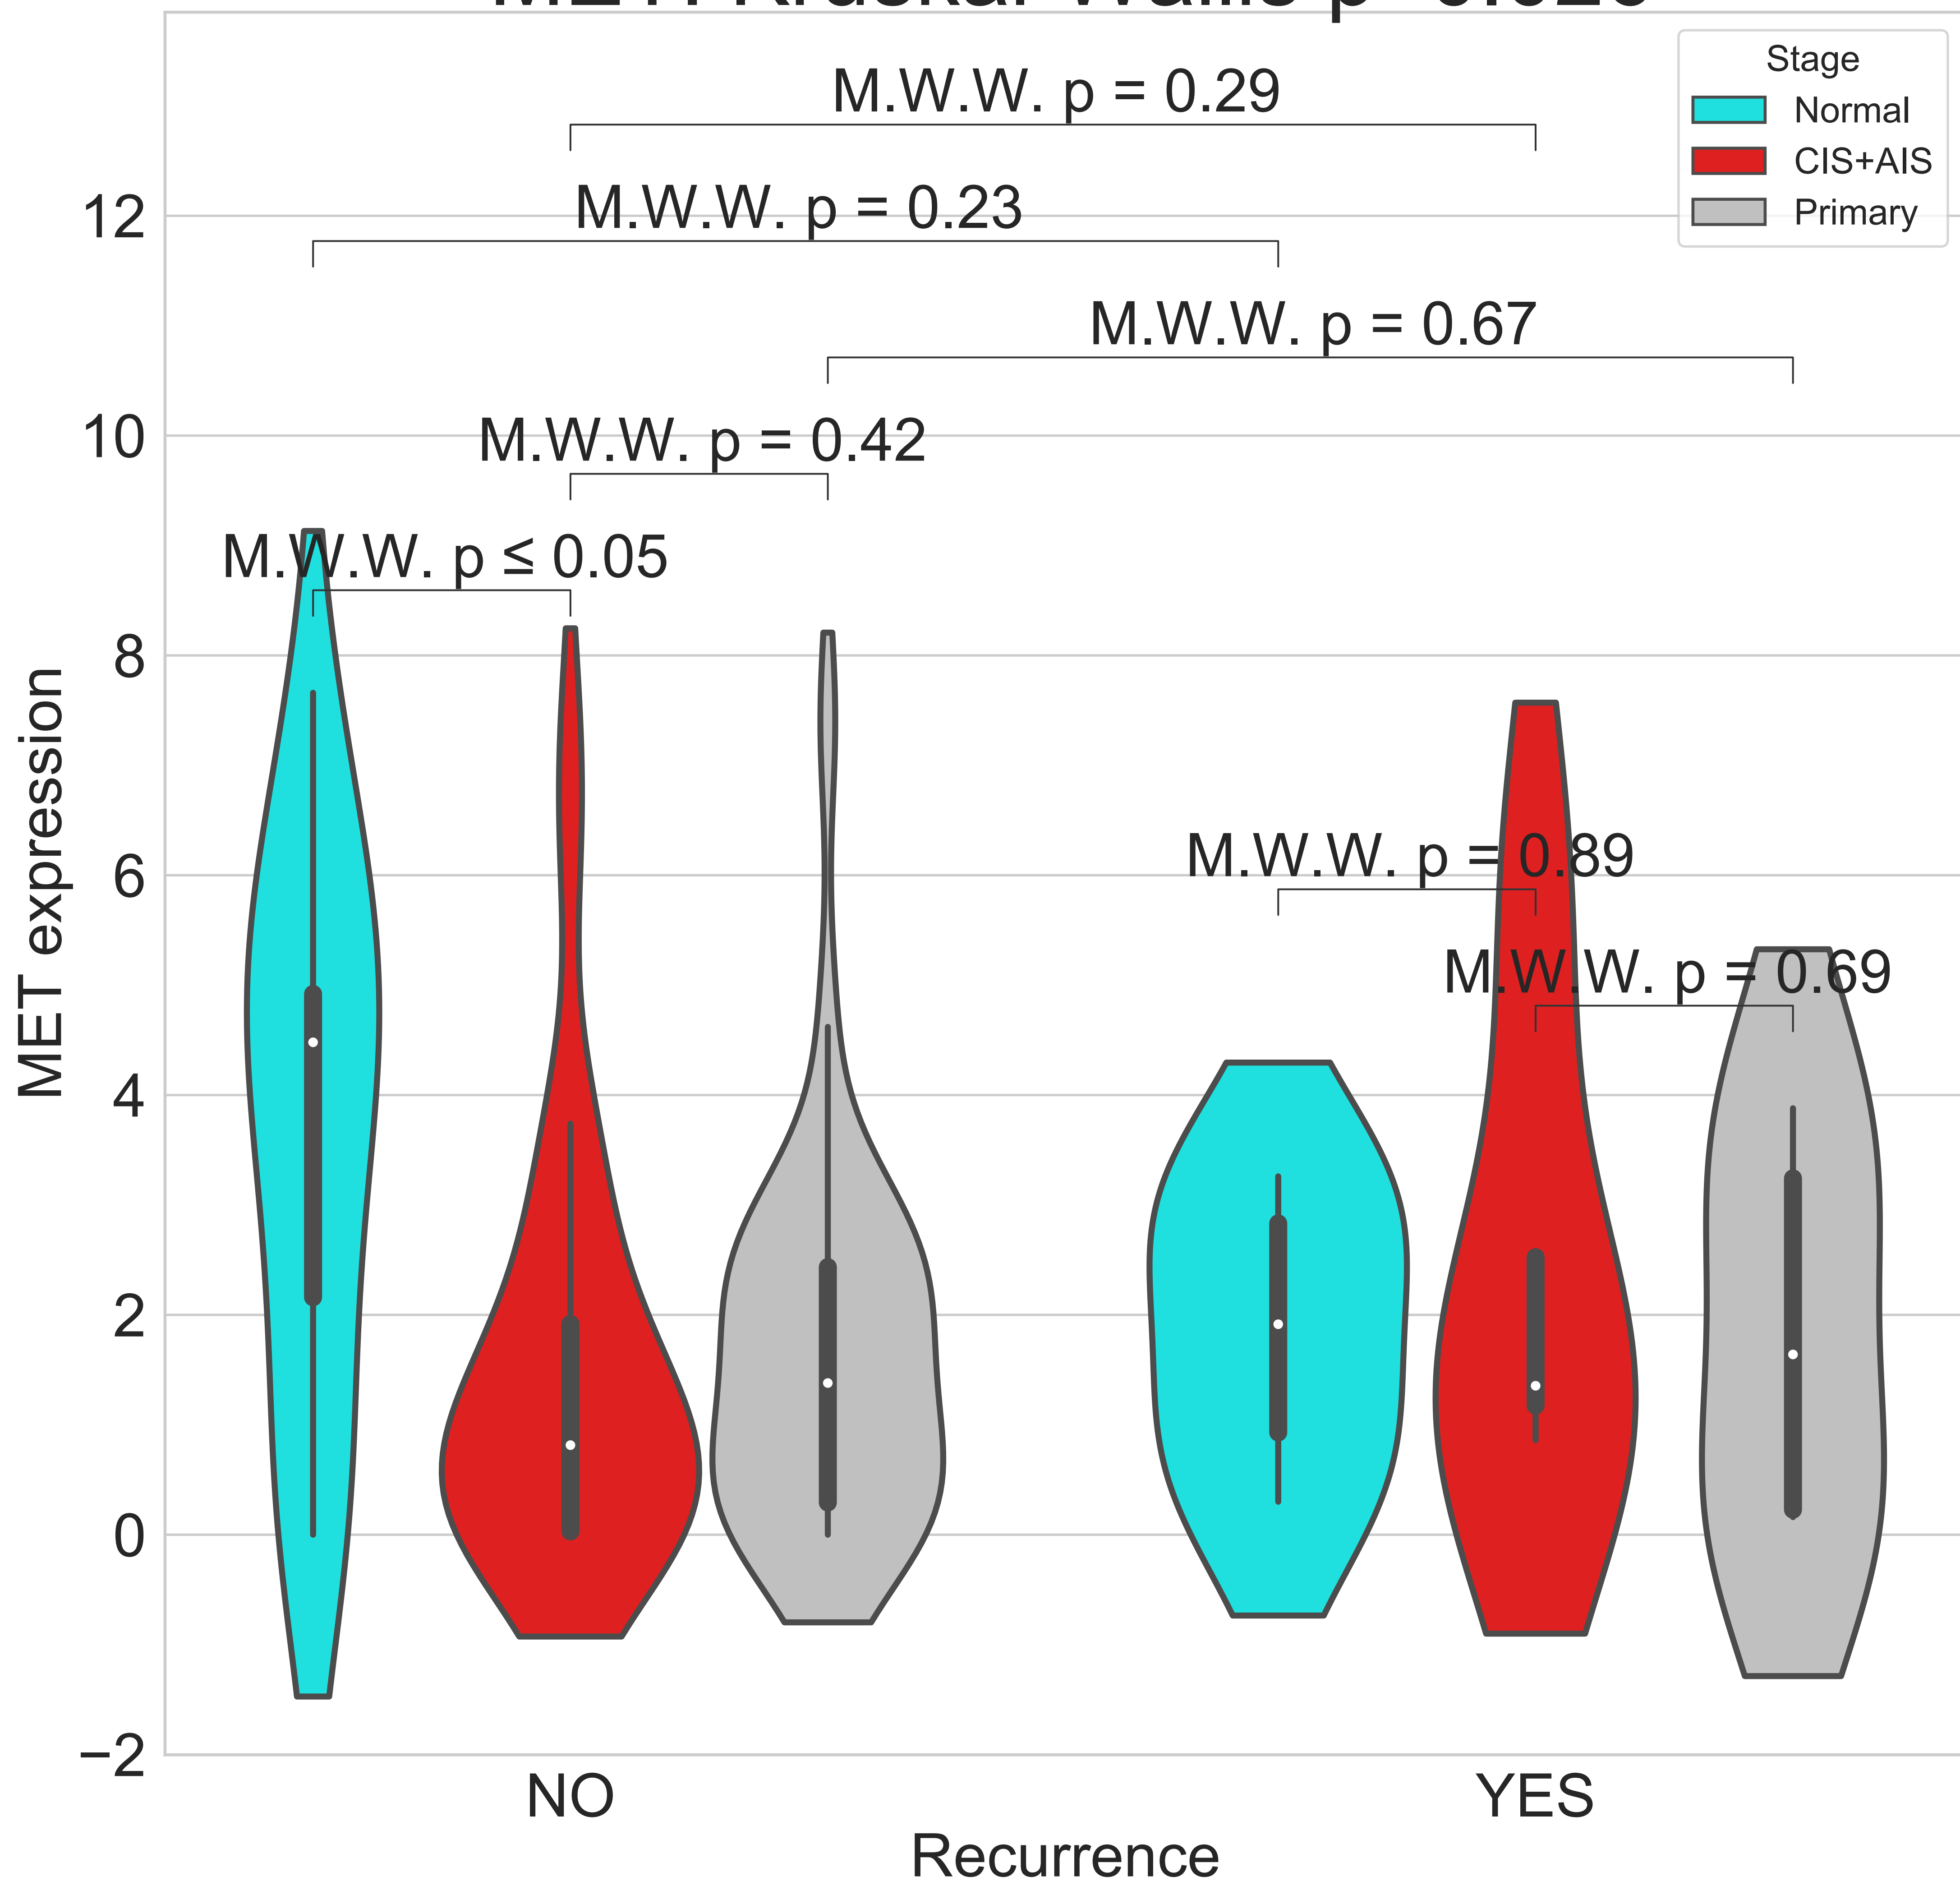 Stage
Normal
CIS+AIS
Primary
M.W.W. p = 0.29
M.W.W. p = 0.23
M.W.W. p = 0.67
M.W.W. p = 0.42
M.W.W. p ≤ 0.05
M.W.W. p = 0.89
M.W.W. p = 0.69
MET expression
12
10
8
6
4
2
0
−2
NO
YES
Recurrence